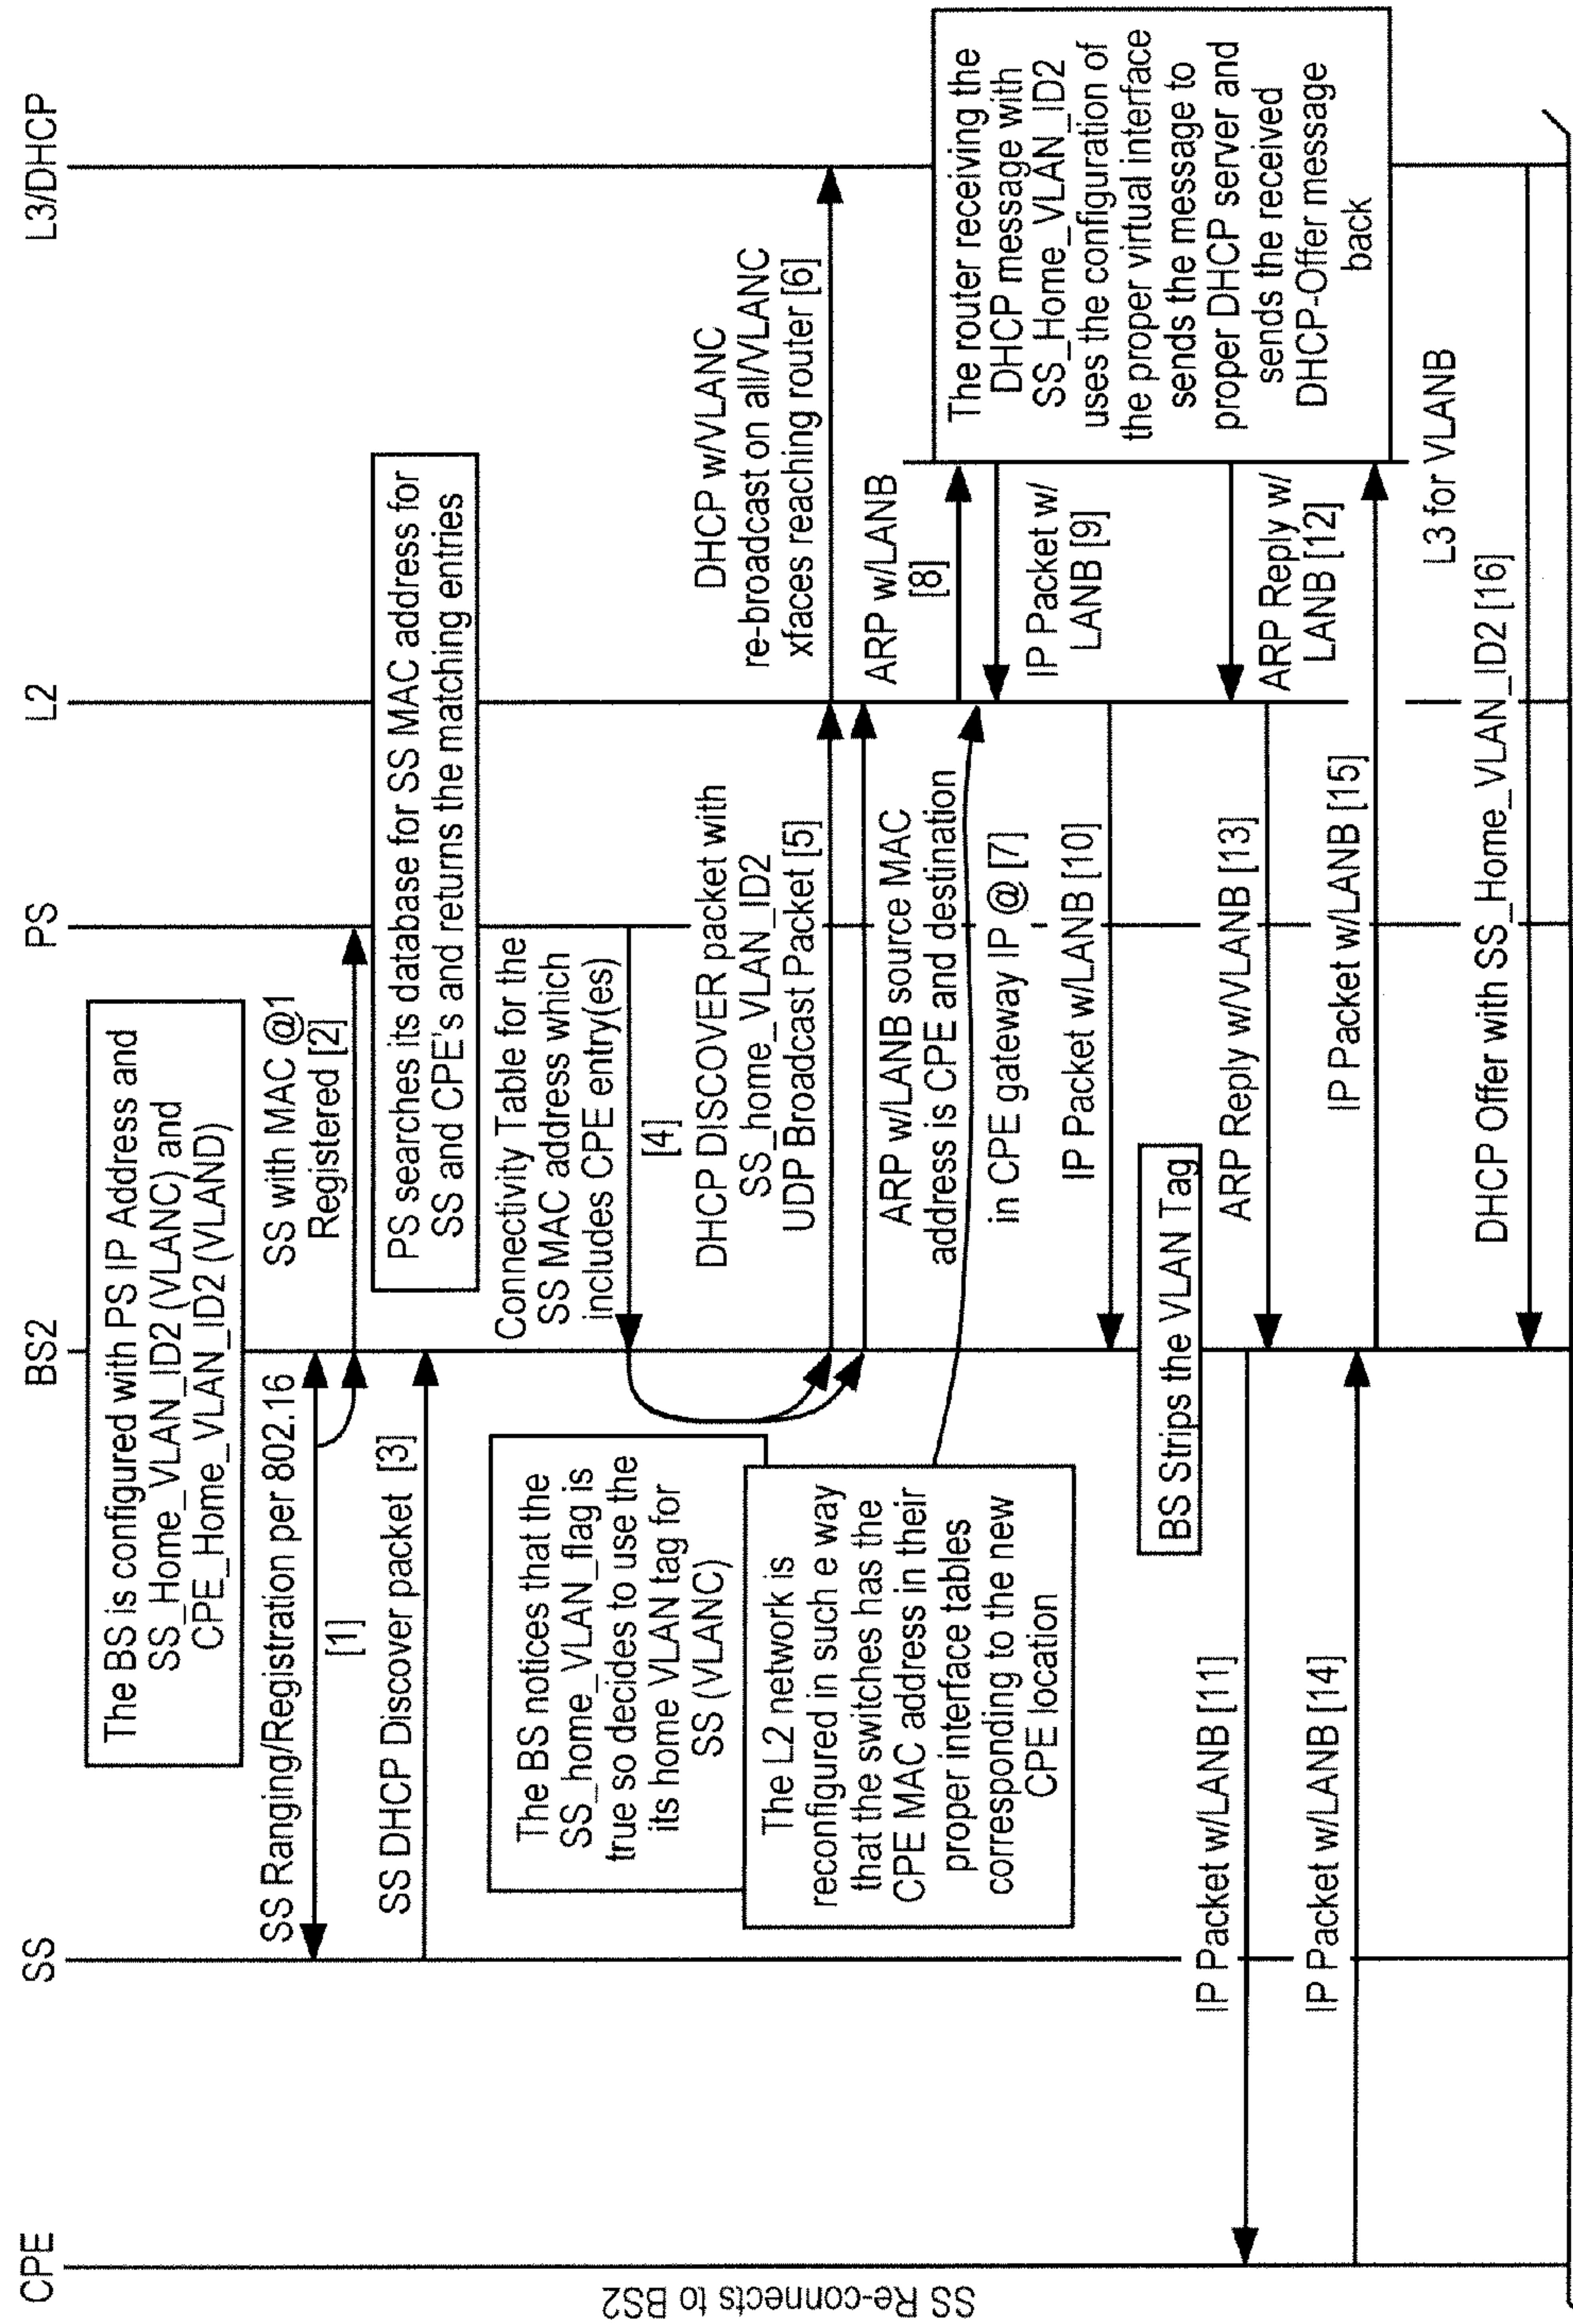 SS Re-connects to BS2
CPE
SS
BS2
PS
L2
L3/DHCP
The BS is configured with PS IP Address and
SS_Home_VLAN_ID2 (VLANC) and
CPE_Home_VLAN_ID2 (VLAND)
SS Ranging/Registration per 802.16
[1]
SS with MAC @1
Registered [2]
SS DHCP Discover packet [3]
PS searches its database for SS MAC address for
SS and CPE's and returns the matching entries
Connectivity Table for the
SS MAC address which
includes CPE entry(es)
[4]
The BS notices that the
SS_home_VLAN_flag is
true so decides to use the
its home VLAN tag for
SS (VLANC)
DHCP DISCOVER packet with
SS_home_VLAN_ID2
UDP Broadcast Packet [5]
DHCP w/VLANC
re-broadcast on all/VLANC
xfaces reaching router [6]
The L2 network is
reconfigured in such e way
that the switches has the
CPE MAC address in their
proper interface tables
corresponding to the new
CPE location
ARP w/LANB source MAC
address is CPE and destination
in CPE gateway IP @ [7]
ARP w/LANB
[8]
The router receiving the
DHCP message with
SS_Home_VLAN_ID2
uses the configuration of
the proper virtual interface
sends the message to
proper DHCP server and
sends the received
DHCP-Offer message
back
IP Packet w/
LANB [9]
IP Packet w/LANB [10]
BS Strips the VLAN Tag
IP Packet w/LANB [11]
ARP Reply w/
LANB [12]
ARP Reply w/VLANB [13]
IP Packet w/LANB [14]
IP Packet w/LANB [15]
L3 for VLANB
DHCP Offer with SS_Home_VLAN_ID2 [16]